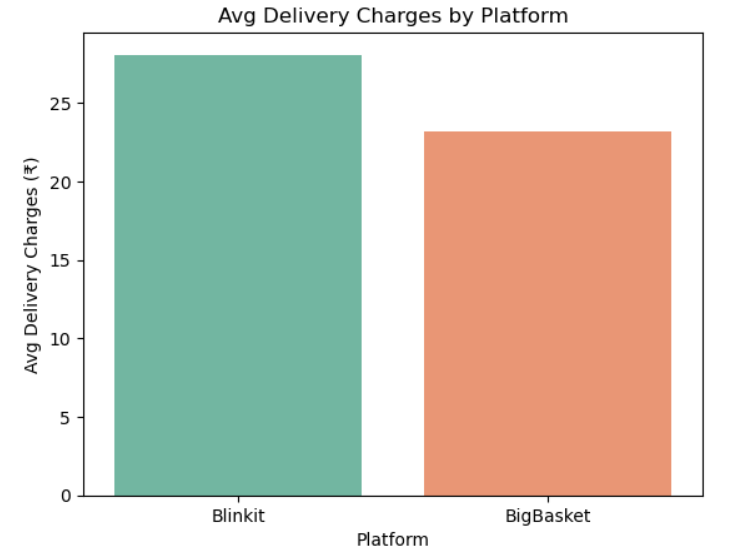 Avg Delivery Charges by Platform
Avg Delivery Charges (₹)
25
20
15
10
5
0
Blinkit
BigBasket
Platform